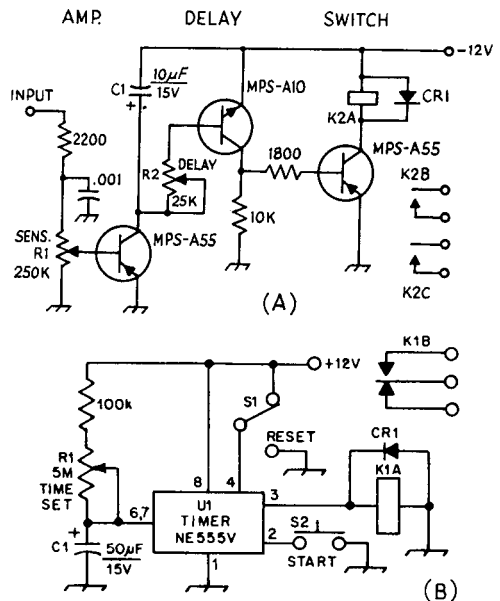 AMP. DELAY SWITCH
-12V
C1 10µF/15V
+
MPS-A10
K2A CR1
INPUT
2200
1800
MPS-A55
.001
R2 DELAY
25K
K2B
SENS.
R1
250K
MPS-A55
10K
K2C
(A)
+12V
K1B
100k
S1
RESET
R1
5M
TIME
SET
CR1
K1A
8 4 3
6,7
U1
TIMER
NE555V
2
S2
START
+
C1 50µF/15V
1
(B)